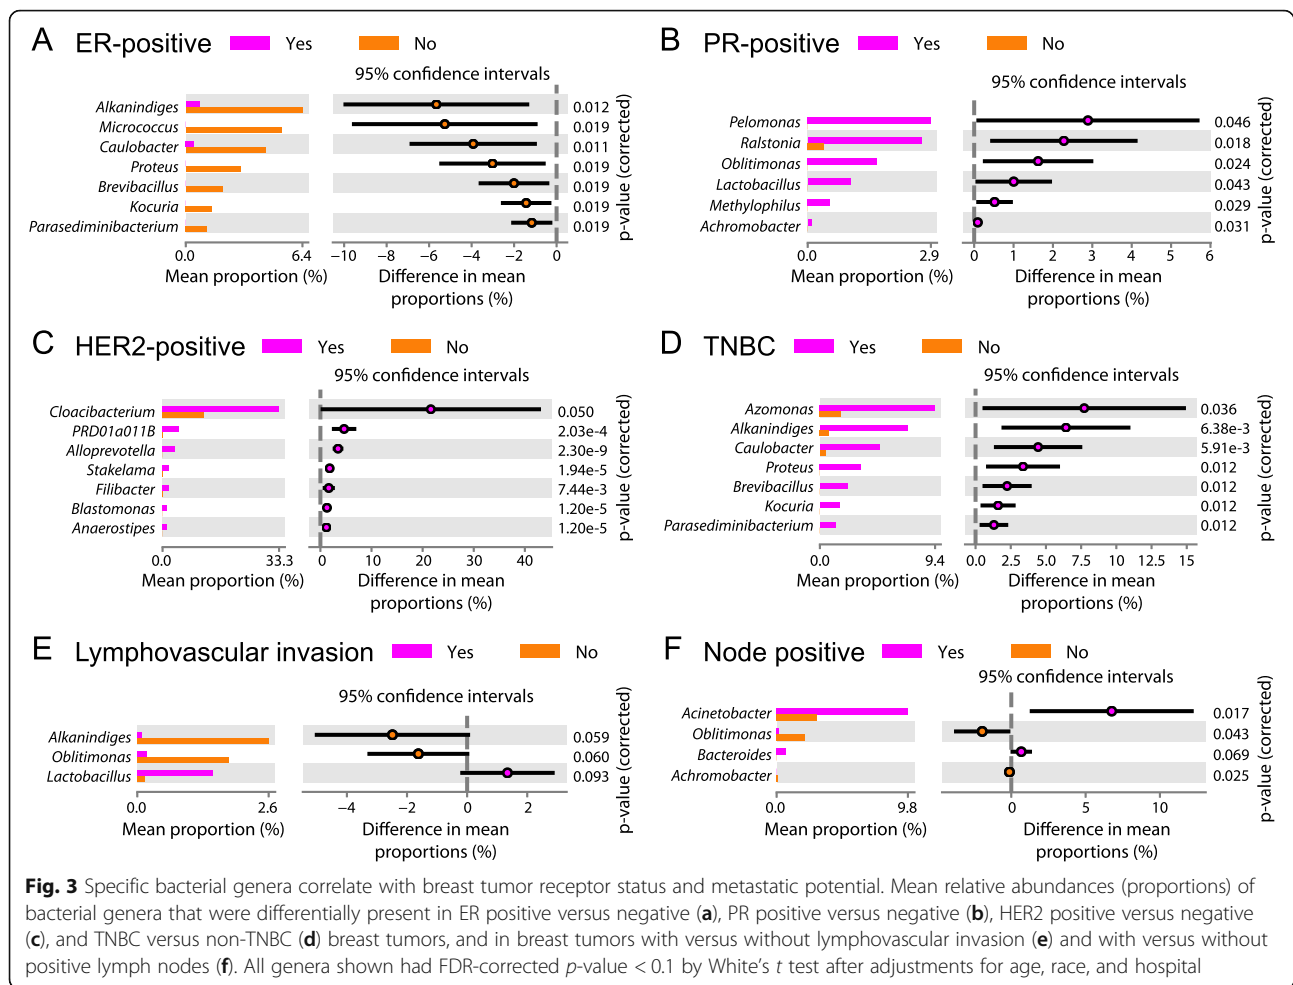 A ER-positive Yes No
95% confidence intervals
Alkanindiges 0.012
Micrococcus 0.019
Caulobacter 0.011
Proteus 0.019
Brevibacillus 0.019
Kocuria 0.019
Parasediminibacterium 0.019
p-value (corrected)
0.0 6.4 −10 −8 −6 −4 −2 0
Mean proportion (%) Difference in mean
proportions (%)
B PR-positive Yes No
95% confidence intervals
Pelomonas 0.046
Ralstonia 0.018
Oblitimonas 0.024
Lactobacillus 0.043
Methylophilus 0.029
Achromobacter 0.031
p-value (corrected)
0.0 2.9 0 1 2 3 4 5 6
Mean proportion (%) Difference in mean
proportions (%)
C HER2-positive Yes No
95% confidence intervals
Cloacibacterium 0.050
PRD01a011B 2.03e-4
Alloprevotella 2.30e-9
Stakelama 1.94e-5
Filibacter 7.44e-3
Blastomonas 1.20e-5
Anaerostipes 1.20e-5
p-value (corrected)
0.0 33.3 0 10 20 30 40
Mean proportion (%) Difference in mean
proportions (%)
D TNBC Yes No
95% confidence intervals
Azomonas 0.036
Alkanindiges 6.38e-3
Caulobacter 5.91e-3
Proteus 0.012
Brevibacillus 0.012
Kocuria 0.012
Parasediminibacterium 0.012
p-value (corrected)
0.0 9.4 0.0 2.5 5.0 7.5 10 12.5 15
Mean proportion (%) Difference in mean
proportions (%)
E Lymphovascular invasion Yes No
95% confidence intervals
Alkanindiges 0.059
Oblitimonas 0.060
Lactobacillus 0.093
p-value (corrected)
0.0 2.6 −4 −2 0 2
Mean proportion (%) Difference in mean
proportions (%)
F Node positive Yes No
95% confidence intervals
Acinetobacter 0.017
Oblitimonas 0.043
Bacteroides 0.069
Achromobacter 0.025
p-value (corrected)
0.0 9.8 0 5 10
Mean proportion (%) Difference in mean
proportions (%)
Fig. 3 Specific bacterial genera correlate with breast tumor receptor status and metastatic potential. Mean relative abundances (proportions) of
bacterial genera that were differentially present in ER positive versus negative (a), PR positive versus negative (b), HER2 positive versus negative
(c), and TNBC versus non-TNBC (d) breast tumors, and in breast tumors with versus without lymphovascular invasion (e) and with versus without
positive lymph nodes (f). All genera shown had FDR-corrected p-value < 0.1 by White's t test after adjustments for age, race, and hospital